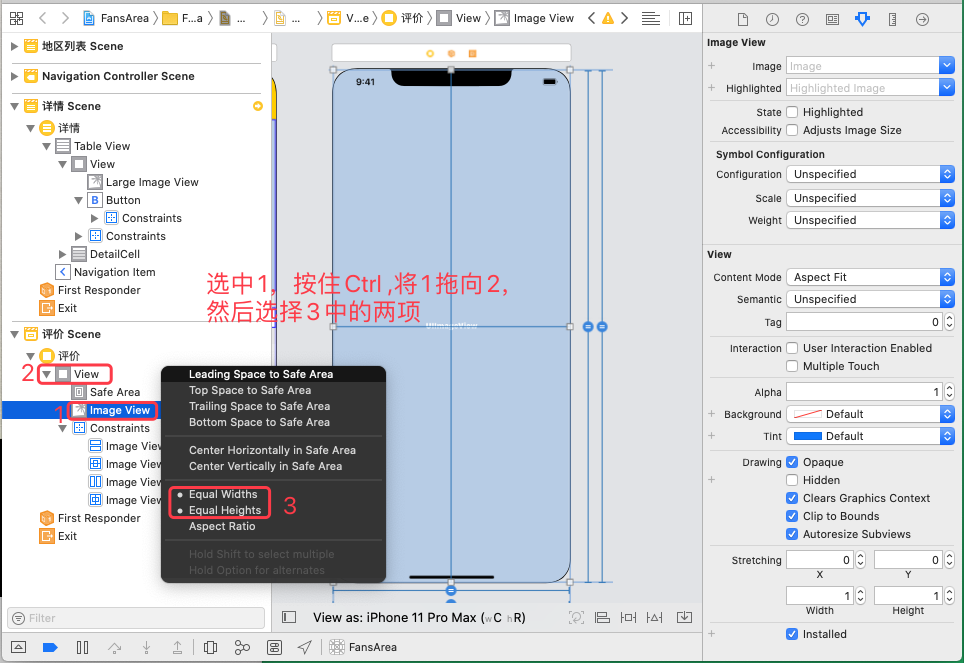 FansArea
F...a
...
...
V...e
评价
View
Image View
地区列表 Scene
Navigation Controller Scene
详情 Scene
详情
Table View
View
Large Image View
B Button
Constraints
Constraints
DetailCell
Navigation Item
First Responder
Exit
评价 Scene
评价
2
View
Safe Area
1
Image View
Constraints
Image View
Image View
Image View
Image View
First Responder
Exit
Filter
9:41
选中1，按住Ctrl ,将1拖向2,
然后选择3中的两项
UIImageView
Leading Space to Safe Area
Top Space to Safe Area
Trailing Space to Safe Area
Bottom Space to Safe Area
Center Horizontally in Safe Area
Center Vertically in Safe Area
Equal Widths
Equal Heights
3
Aspect Ratio
Hold Shift to select multiple
Hold Option for alternates
View as: iPhone 11 Pro Max (wC hR)
FansArea
Image View
Image Image
Highlighted Highlighted Image
State Highlighted
Accessibility Adjusts Image Size
Symbol Configuration
Configuration Unspecified
Scale Unspecified
Weight Unspecified
View
Content Mode Aspect Fit
Semantic Unspecified
Tag 0
Interaction User Interaction Enabled
Multiple Touch
Alpha 1
Background Default
Tint Default
Drawing Opaque
Hidden
Clears Graphics Context
Clip to Bounds
Autoresize Subviews
Stretching 0 0
X Y
1 1
Width Height
Installed